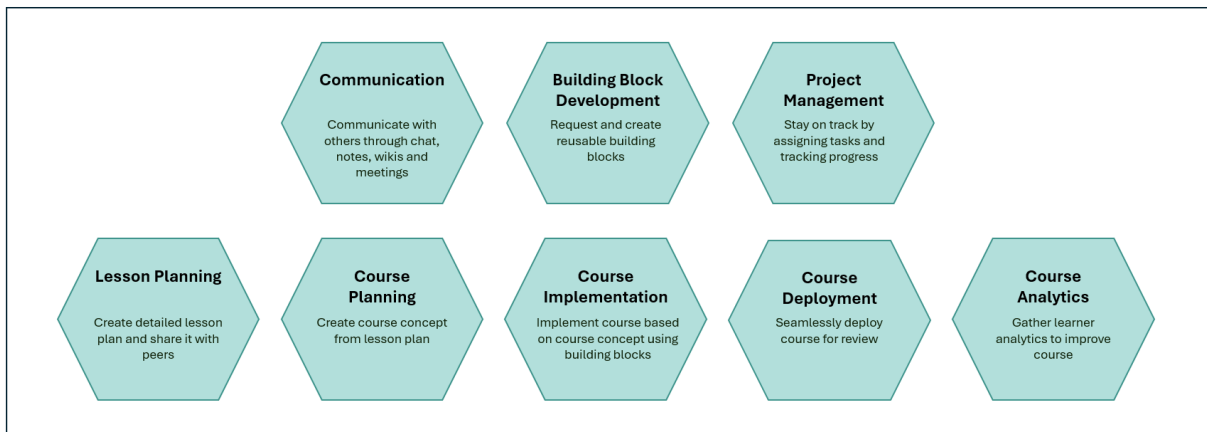 Communication
Communicate with
others through chat,
notes, wikis and
meetings
Building Block
Development
Request and create
reusable building
blocks
Project
Management
Stay on track by
assigning tasks and
tracking progress
Lesson Planning
Create detailed lesson
plan and share it with
peers
Course
Planning
Create course concept
from lesson plan
Course
Implementation
Implement course based
on course concept using
building blocks
Course
Deployment
Seamlessly deploy
course for review
Course
Analytics
Gather learner
analytics to improve
course